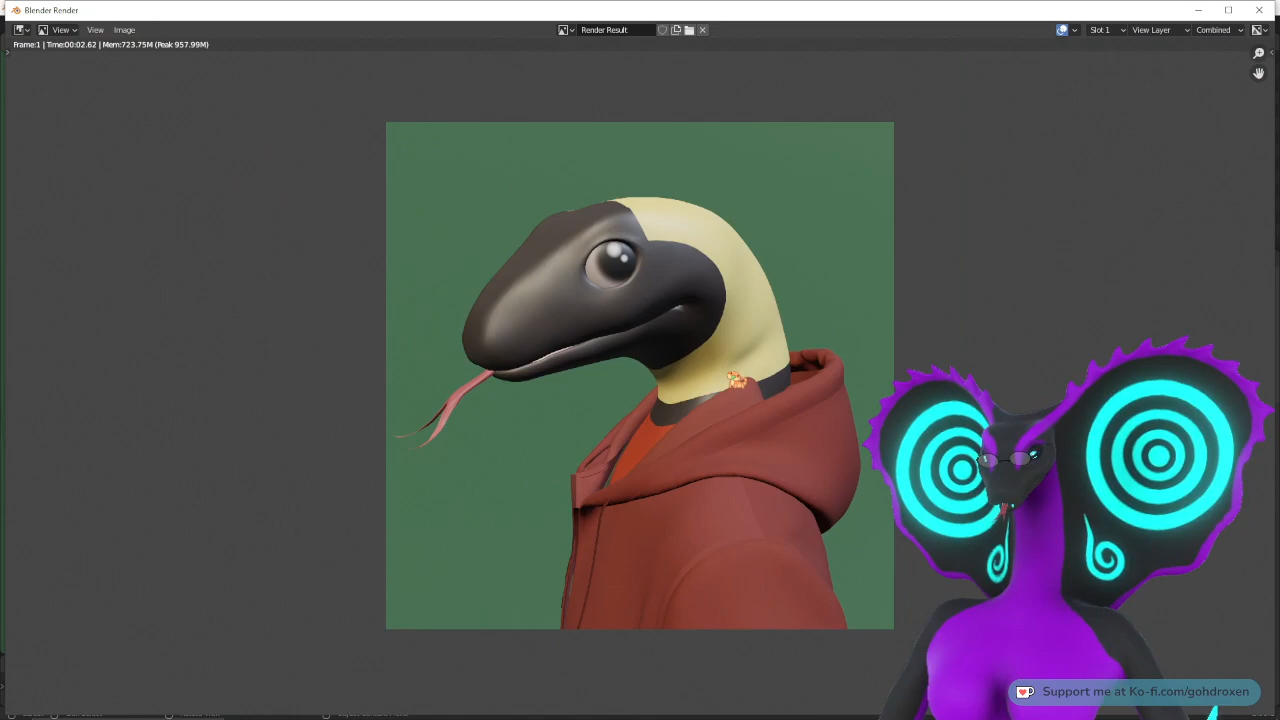 Blender Render
View
View
Image
Render Result
Slot 1
View Layer
Combined
Frame:1 | Time:00:02.62 | Mem:723.75M (Peak 957.99M)
Support me at Ko-fi.com/gohdroxen